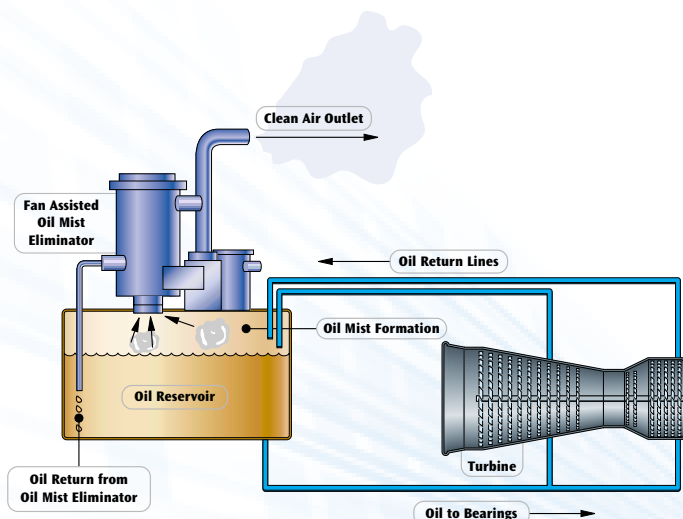 Clean Air Outlet
Fan Assisted
Oil Mist
Eliminator
Oil Return Lines
Oil Mist Formation
Oil Reservoir
Turbine
Oil Return from
Oil Mist Eliminator
Oil to Bearings